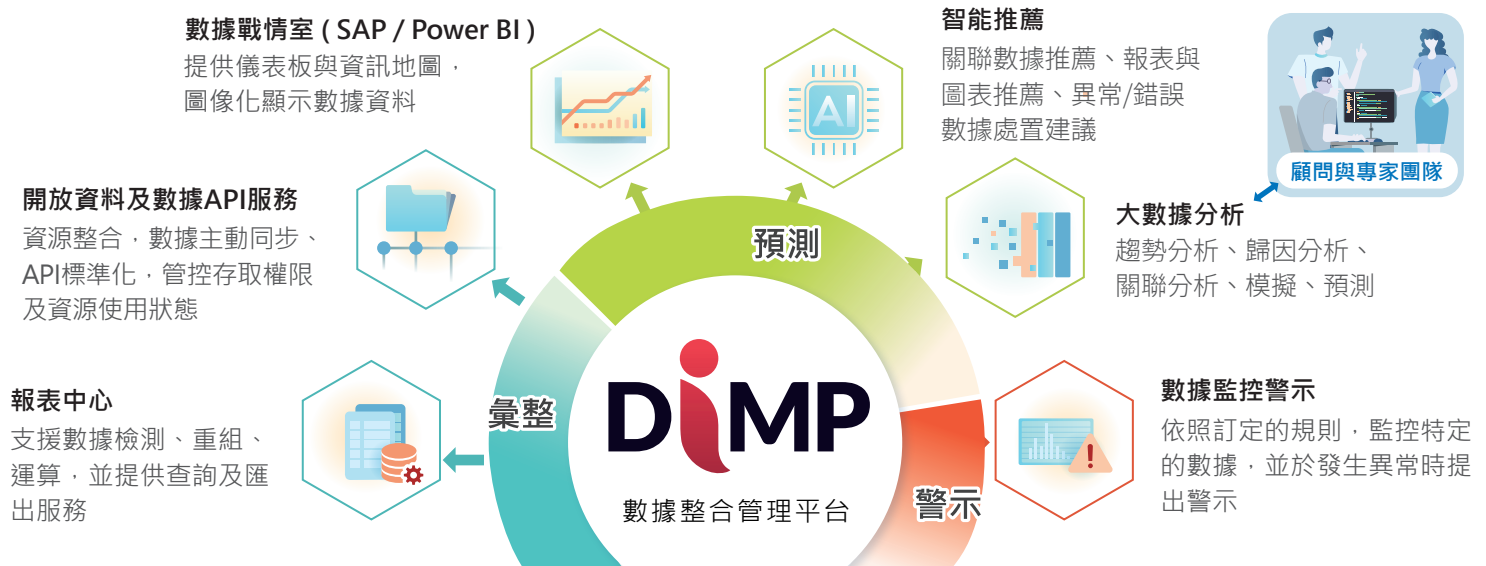 數據戰情室 ( SAP / Power BI )
提供儀表板與資訊地圖，
圖像化顯示數據資料
智能推薦
關聯數據推薦、報表與
圖表推薦、異常/錯誤
數據處置建議
AI
顧問與專家團隊
開放資料及數據API服務
資源整合，數據主動同步、
API標準化，管控存取權限
及資源使用狀態
大數據分析
趨勢分析、歸因分析、
關聯分析、模擬、預測
預測
報表中心
支援數據檢測、重組、
運算，並提供查詢及匯
出服務
彙整
DiMP
數據整合管理平台
警示
數據監控警示
依照訂定的規則，監控特定
的數據，並於發生異常時提
出警示